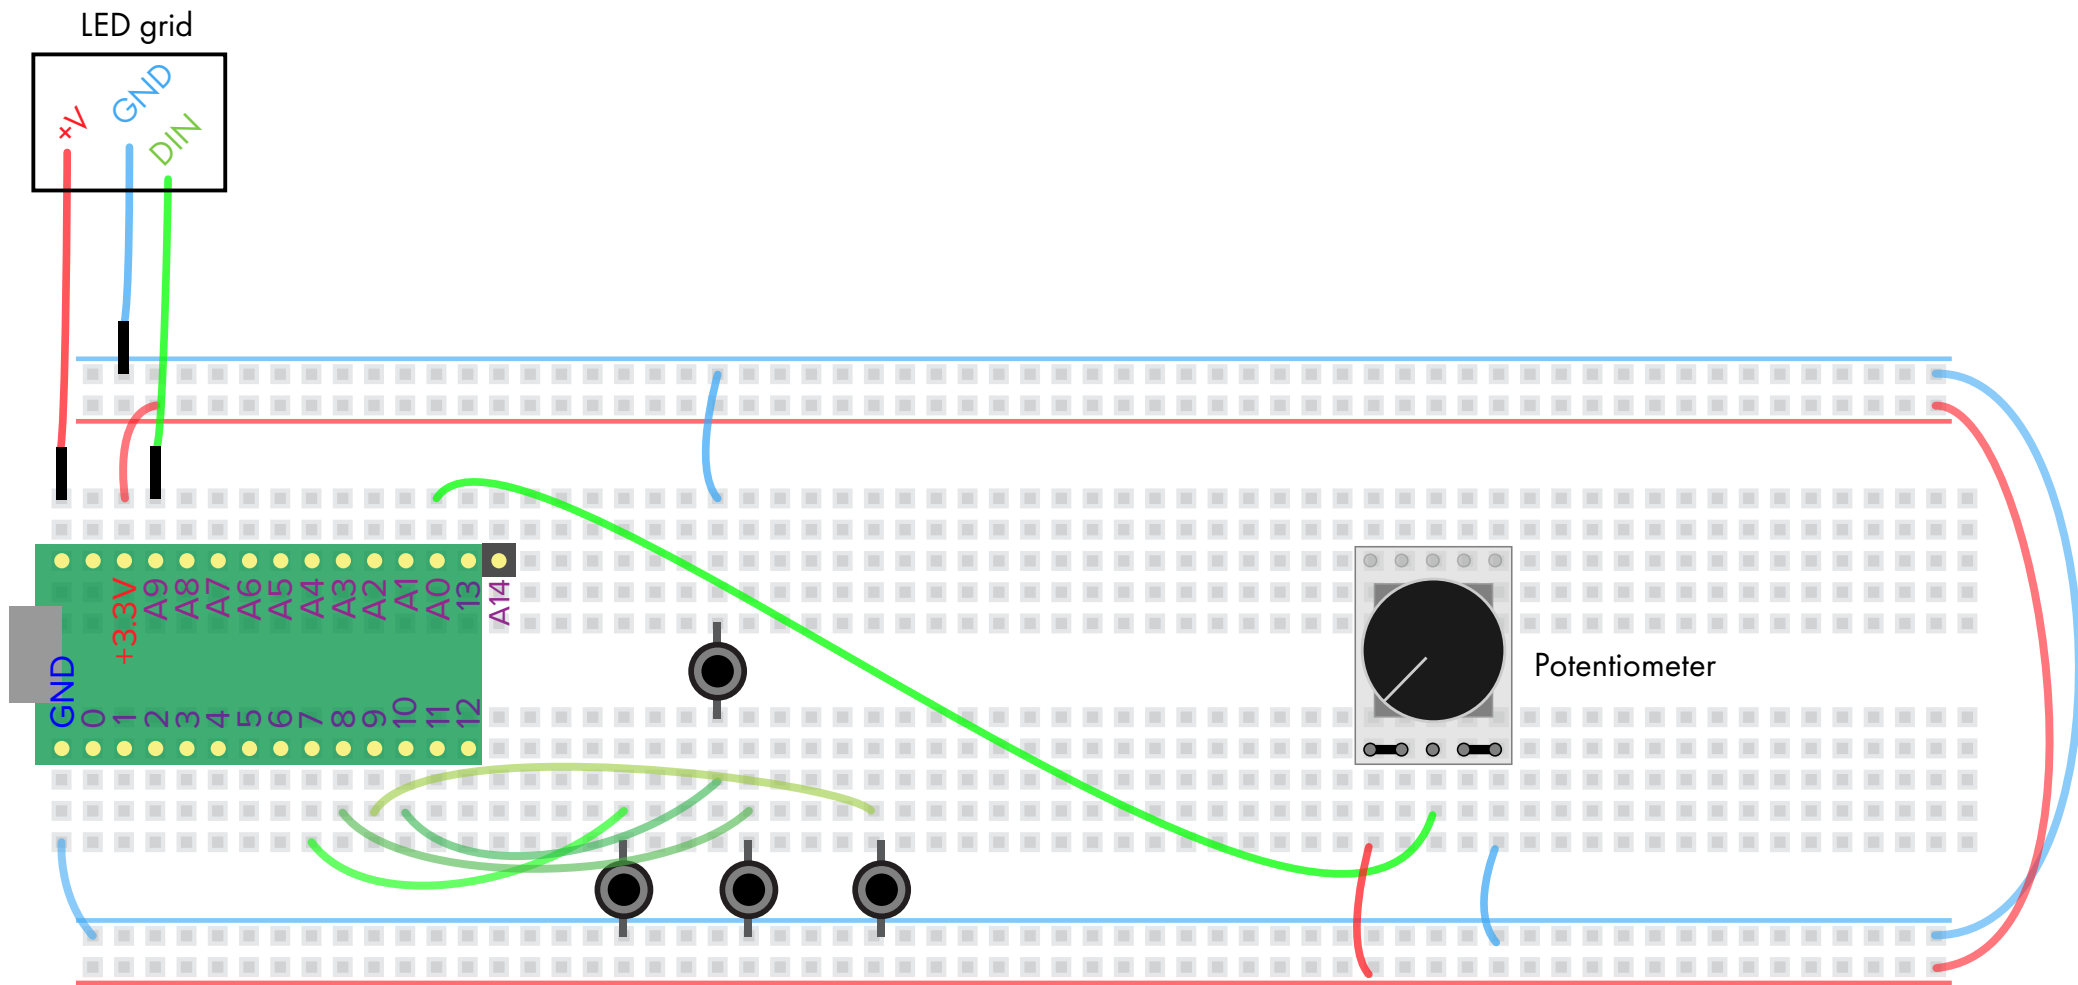 LED grid
+V
GND
DIN
+3.3V
A9
A8
A7
A6
A5
A4
A3
A2
A1
A0
13
A14
GND
0
1
2
3
4
5
6
7
8
9
10
11
12
Potentiometer